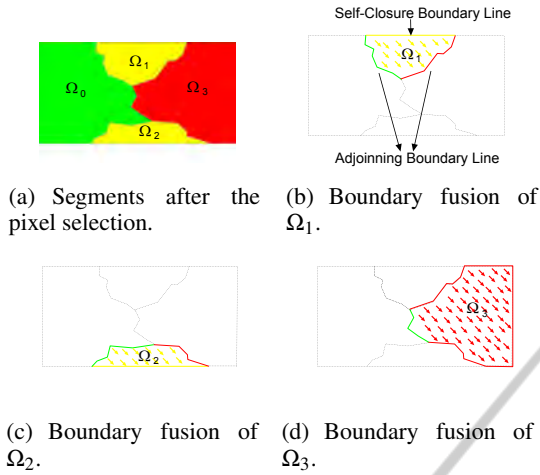 Self-Closure Boundary Line
Ω1
Ω0
Ω3
Ω2
Ω1
Adjoinning Boundary Line
(a) Segments after the
pixel selection.
(b) Boundary fusion of
Ω1.
Ω2
Ω3
(c) Boundary fusion of
Ω2.
(d) Boundary fusion of
Ω3.